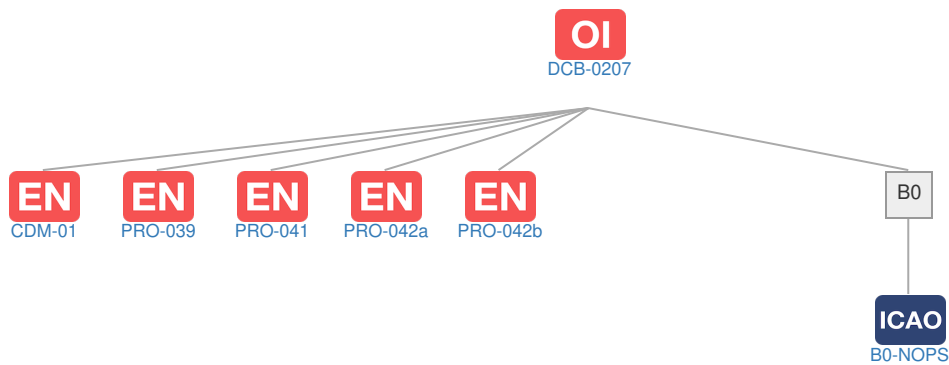 OI
DCB-0207
EN EN EN EN EN B0
CDM-01 PRO-039 PRO-041 PRO-042a PRO-042b
ICAO
B0-NOPS